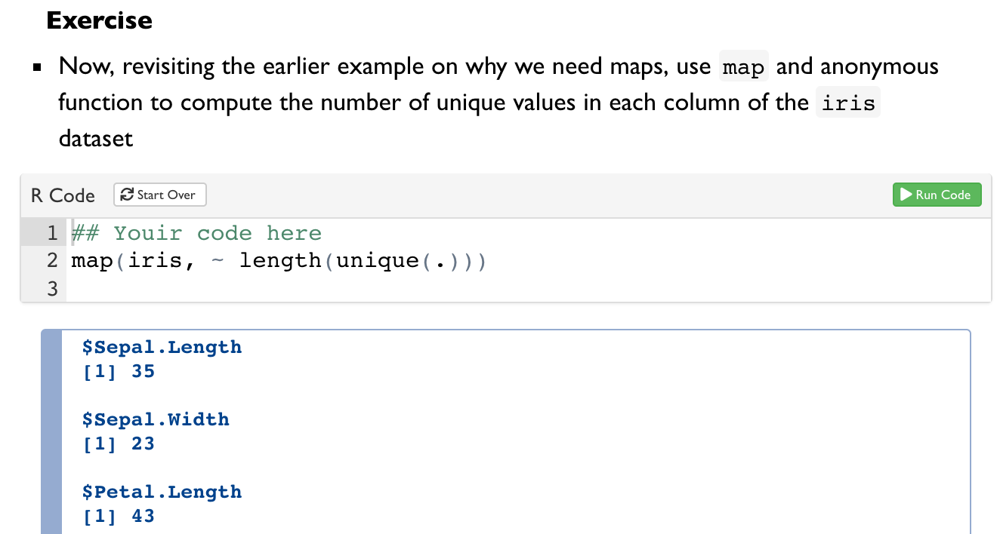 Exercise
▪ Now, revisiting the earlier example on why we need maps, use map and anonymous
function to compute the number of unique values in each column of the iris
dataset
R Code Start Over Run Code
1 ## Youir code here
2 map(iris, ~ length(unique(.)))
3
$Sepal.Length
[1] 35
$Sepal.Width
[1] 23
$Petal.Length
[1] 43